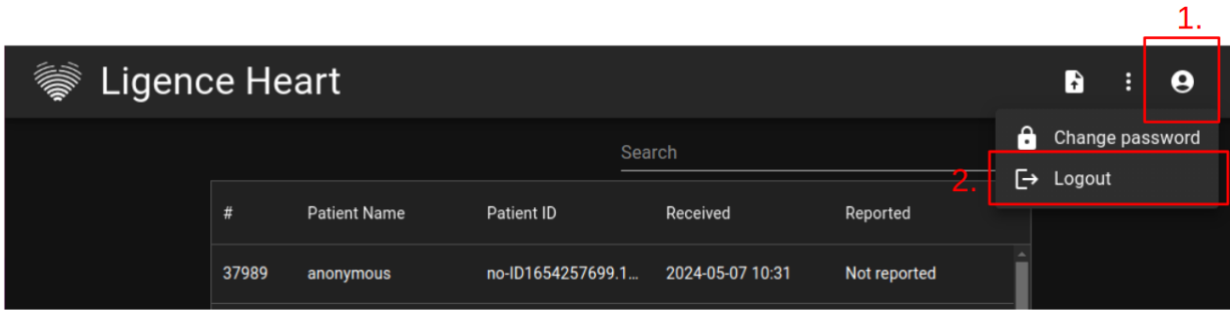 1.
Ligence Heart
Change password
Search
2.
Logout
# Patient Name Patient ID Received Reported
37989 anonymous no-ID1654257699.1... 2024-05-07 10:31 Not reported